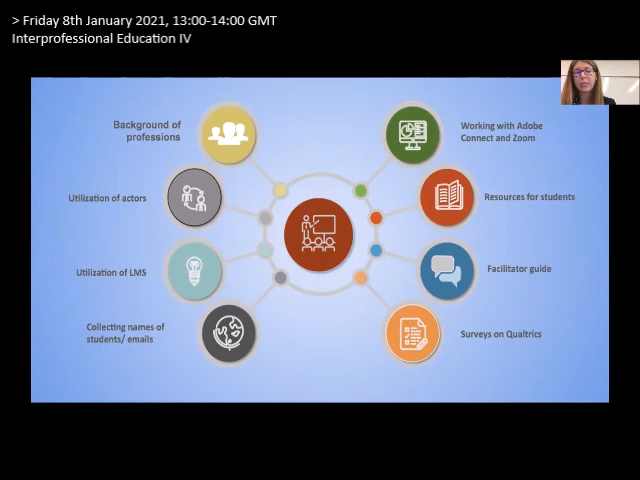 > Friday 8th January 2021, 13:00-14:00 GMT
Interprofessional Education IV
Background of
professions
Working with Adobe
Connect and Zoom
Utilization of actors
Resources for students
Utilization of LMS
Facilitator guide
Collecting names of
students/ emails
Surveys on Qualtrics